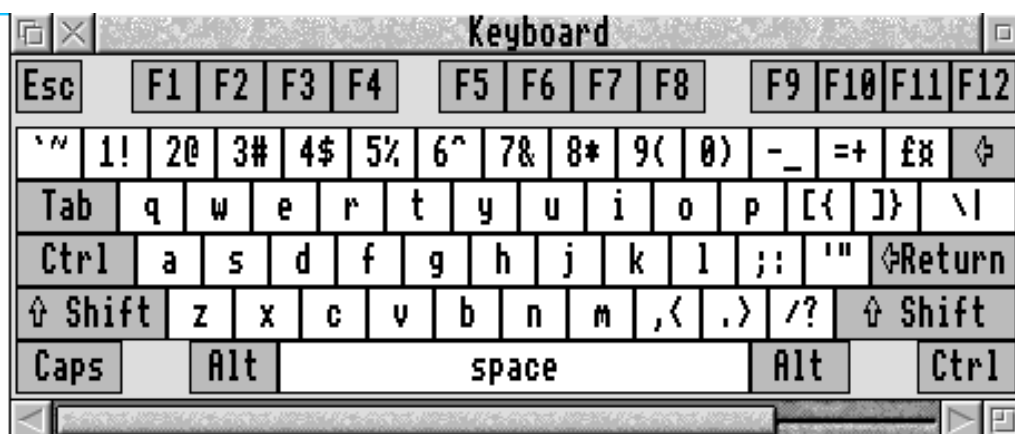 Keyboard
Esc F1 F2 F3 F4 F5 F6 F7 F8 F9 F10 F11 F12
`~ 1! 2@ 3# 4$ 5% 6^ 7& 8* 9( 0) -_ =+ £¤ ⇦
Tab q w e r t y u i o p [{ ]} \|
Ctrl a s d f g h j k l ;: '" ⇦Return
⇧ Shift z x c v b n m ,< .> /? ⇧ Shift
Caps Alt space Alt Ctrl